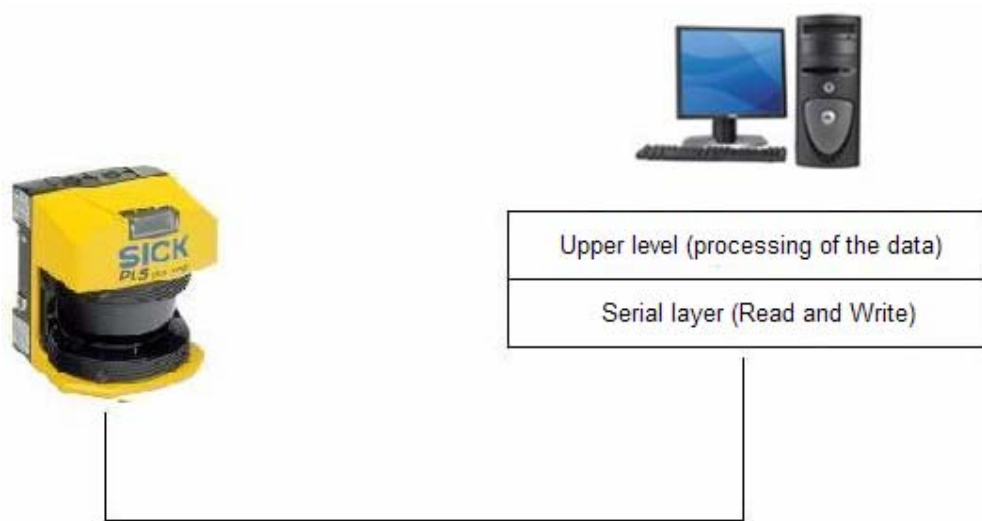 SICK
PLS
Upper level (processing of the data)
Serial layer (Read and Write)